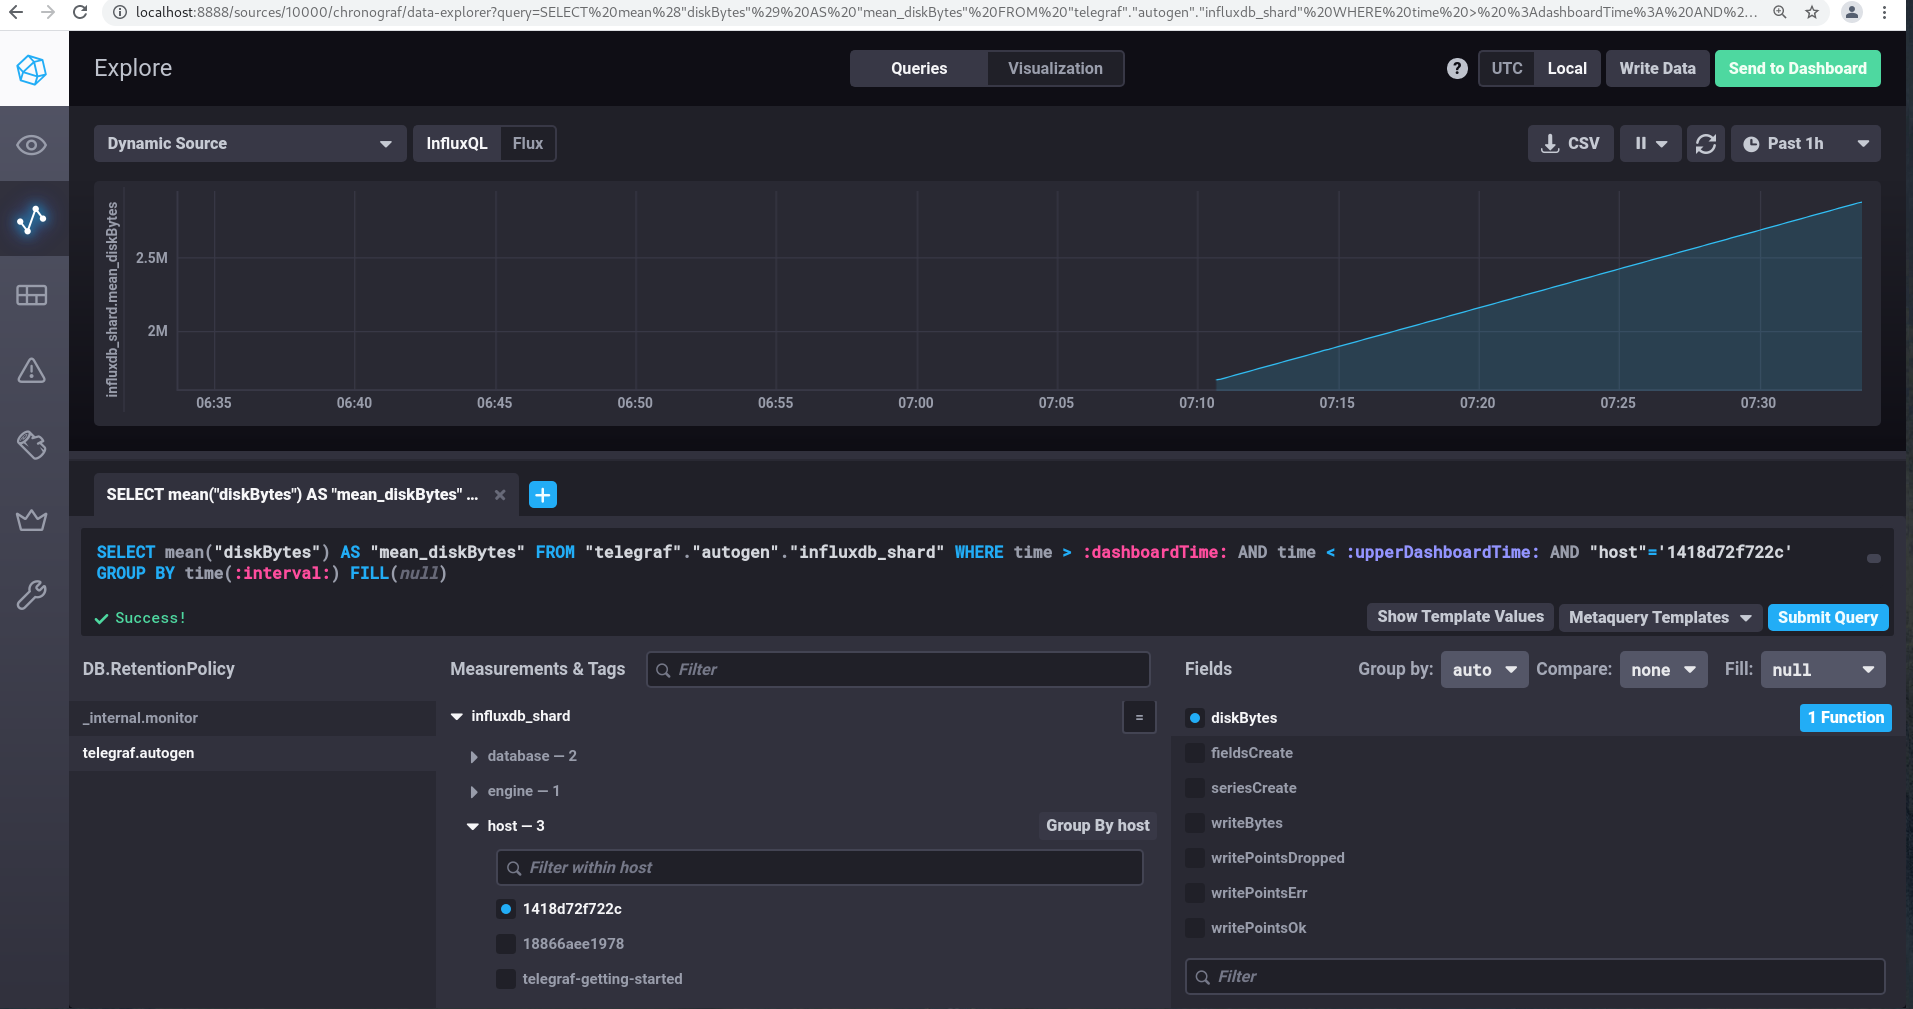 localhost:8888/sources/10000/chronograf/data-explorer?query=SELECT%20mean%28"diskBytes"%29%20AS%20"mean_diskBytes"%20FROM%20"telegraf"."autogen"."influxdb_shard"%20WHERE%20time%20>%20%3AdashboardTime%3A%20AND%2...
Explore
Queries
Visualization
?
UTC
Local
Write Data
Send to Dashboard
Dynamic Source
InfluxQL
Flux
CSV
Past 1h
influxdb_shard.mean_diskBytes
2.5M
2M
06:35 06:40 06:45 06:50 06:55 07:00 07:05 07:10 07:15 07:20 07:25 07:30
SELECT mean("diskBytes") AS "mean_diskBytes" ...
SELECT mean("diskBytes") AS "mean_diskBytes" FROM "telegraf"."autogen"."influxdb_shard" WHERE time > :dashboardTime: AND time < :upperDashboardTime: AND "host"='1418d72f722c'
GROUP BY time(:interval:) FILL(null)
Success!
Show Template Values
Metaquery Templates
Submit Query
DB.RetentionPolicy
_internal.monitor
telegraf.autogen
Measurements & Tags
Filter
influxdb_shard
=
database — 2
engine — 1
host — 3
Group By host
Filter within host
1418d72f722c
18866aee1978
telegraf-getting-started
Fields
Group by: auto
Compare: none
Fill: null
diskBytes
1 Function
fieldsCreate
seriesCreate
writeBytes
writePointsDropped
writePointsErr
writePointsOk
Filter